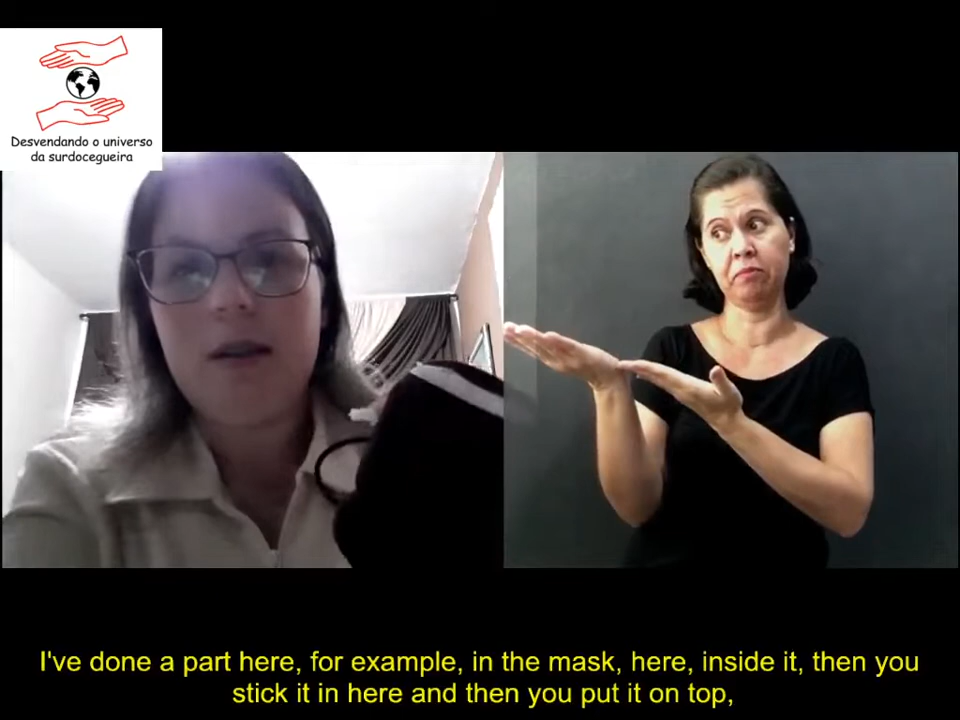 Desvendando o universo
da surdocegueira
I've done a part here, for example, in the mask, here, inside it, then you
stick it in here and then you put it on top,